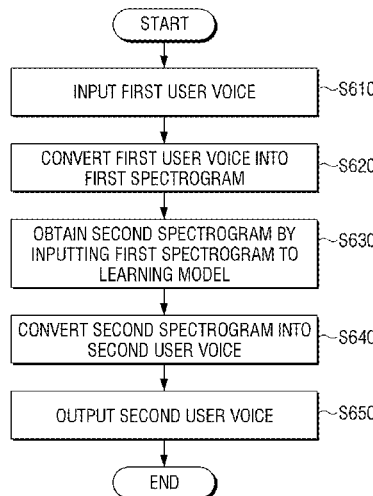 START
INPUT FIRST USER VOICE
S610
CONVERT FIRST USER VOICE INTO
FIRST SPECTROGRAM
S620
OBTAIN SECOND SPECTROGRAM BY
INPUTTING FIRST SPECTROGRAM TO
LEARNING MODEL
S630
CONVERT SECOND SPECTROGRAM INTO
SECOND USER VOICE
S640
OUTPUT SECOND USER VOICE
S650
END